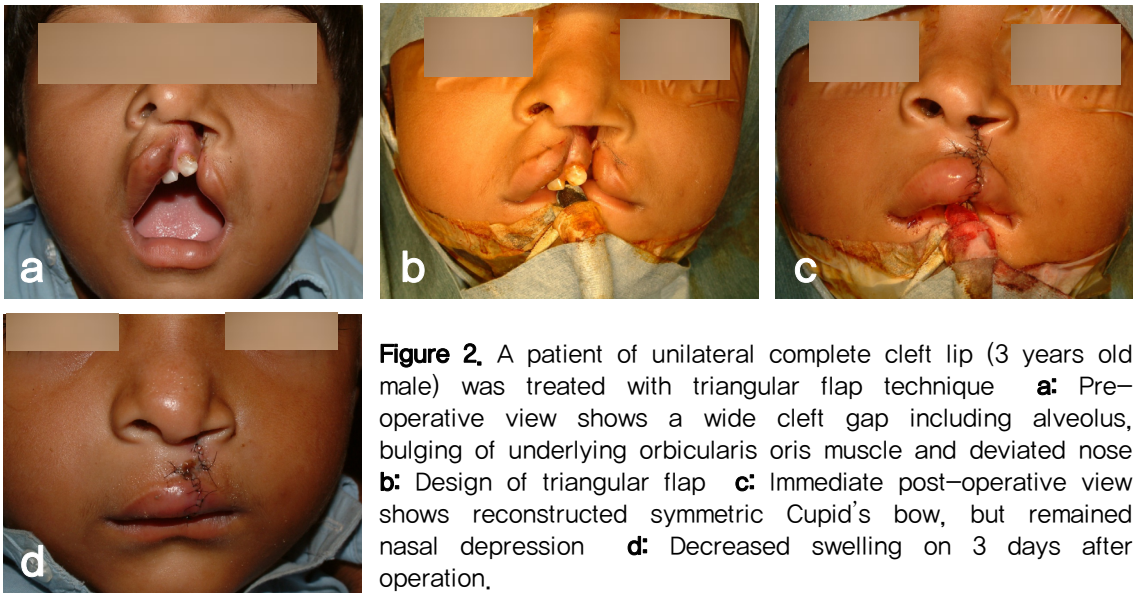 a
b
c
d
Figure 2. A patient of unilateral complete cleft lip (3 years old
male) was treated with triangular flap technique a: Pre-
operative view shows a wide cleft gap including alveolus,
bulging of underlying orbicularis oris muscle and deviated nose
b: Design of triangular flap c: Immediate post-operative view
shows reconstructed symmetric Cupid's bow, but remained
nasal depression d: Decreased swelling on 3 days after
operation.